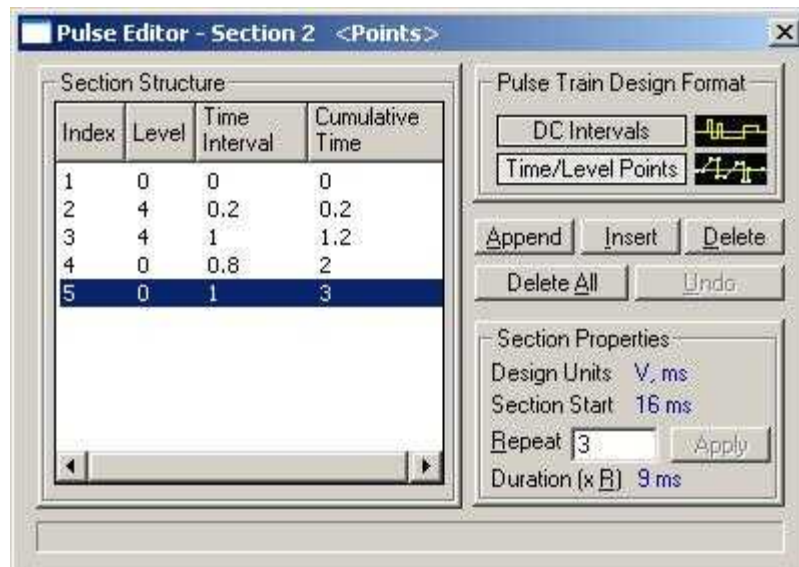 Pulse Editor - Section 2 <Points>
Section Structure
Index Level Time Interval Cumulative Time
1 0 0 0
2 4 0.2 0.2
3 4 1 1.2
4 0 0.8 2
5 0 1 3
Pulse Train Design Format
DC Intervals
Time/Level Points
Append Insert Delete
Delete All Undo
Section Properties
Design Units V, ms
Section Start 16 ms
Repeat 3 Apply
Duration (x R) 9 ms